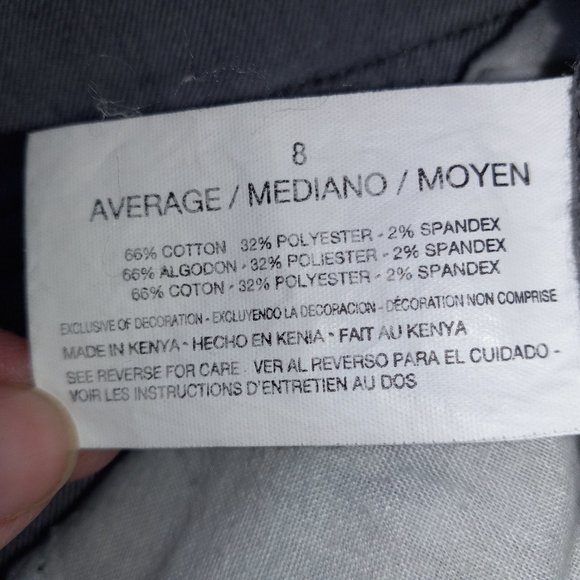 8
AVERAGE / MEDIANO / MOYEN
66% COTTON 32% POLYESTER - 2% SPANDEX
66% ALGODON - 32% POLIESTER - 2% SPANDEX
66% COTON - 32% POLYESTER - 2% SPANDEX
EXCLUSIVE OF DECORATION - EXCLUYENDO LA DECORACION - DÉCORATION NON COMPRISE
MADE IN KENYA - HECHO EN KENIA - FAIT AU KENYA
SEE REVERSE FOR CARE . VER AL REVERSO PARA EL CUIDADO -
VOIR LES INSTRUCTIONS D'ENTRETIEN AU DOS